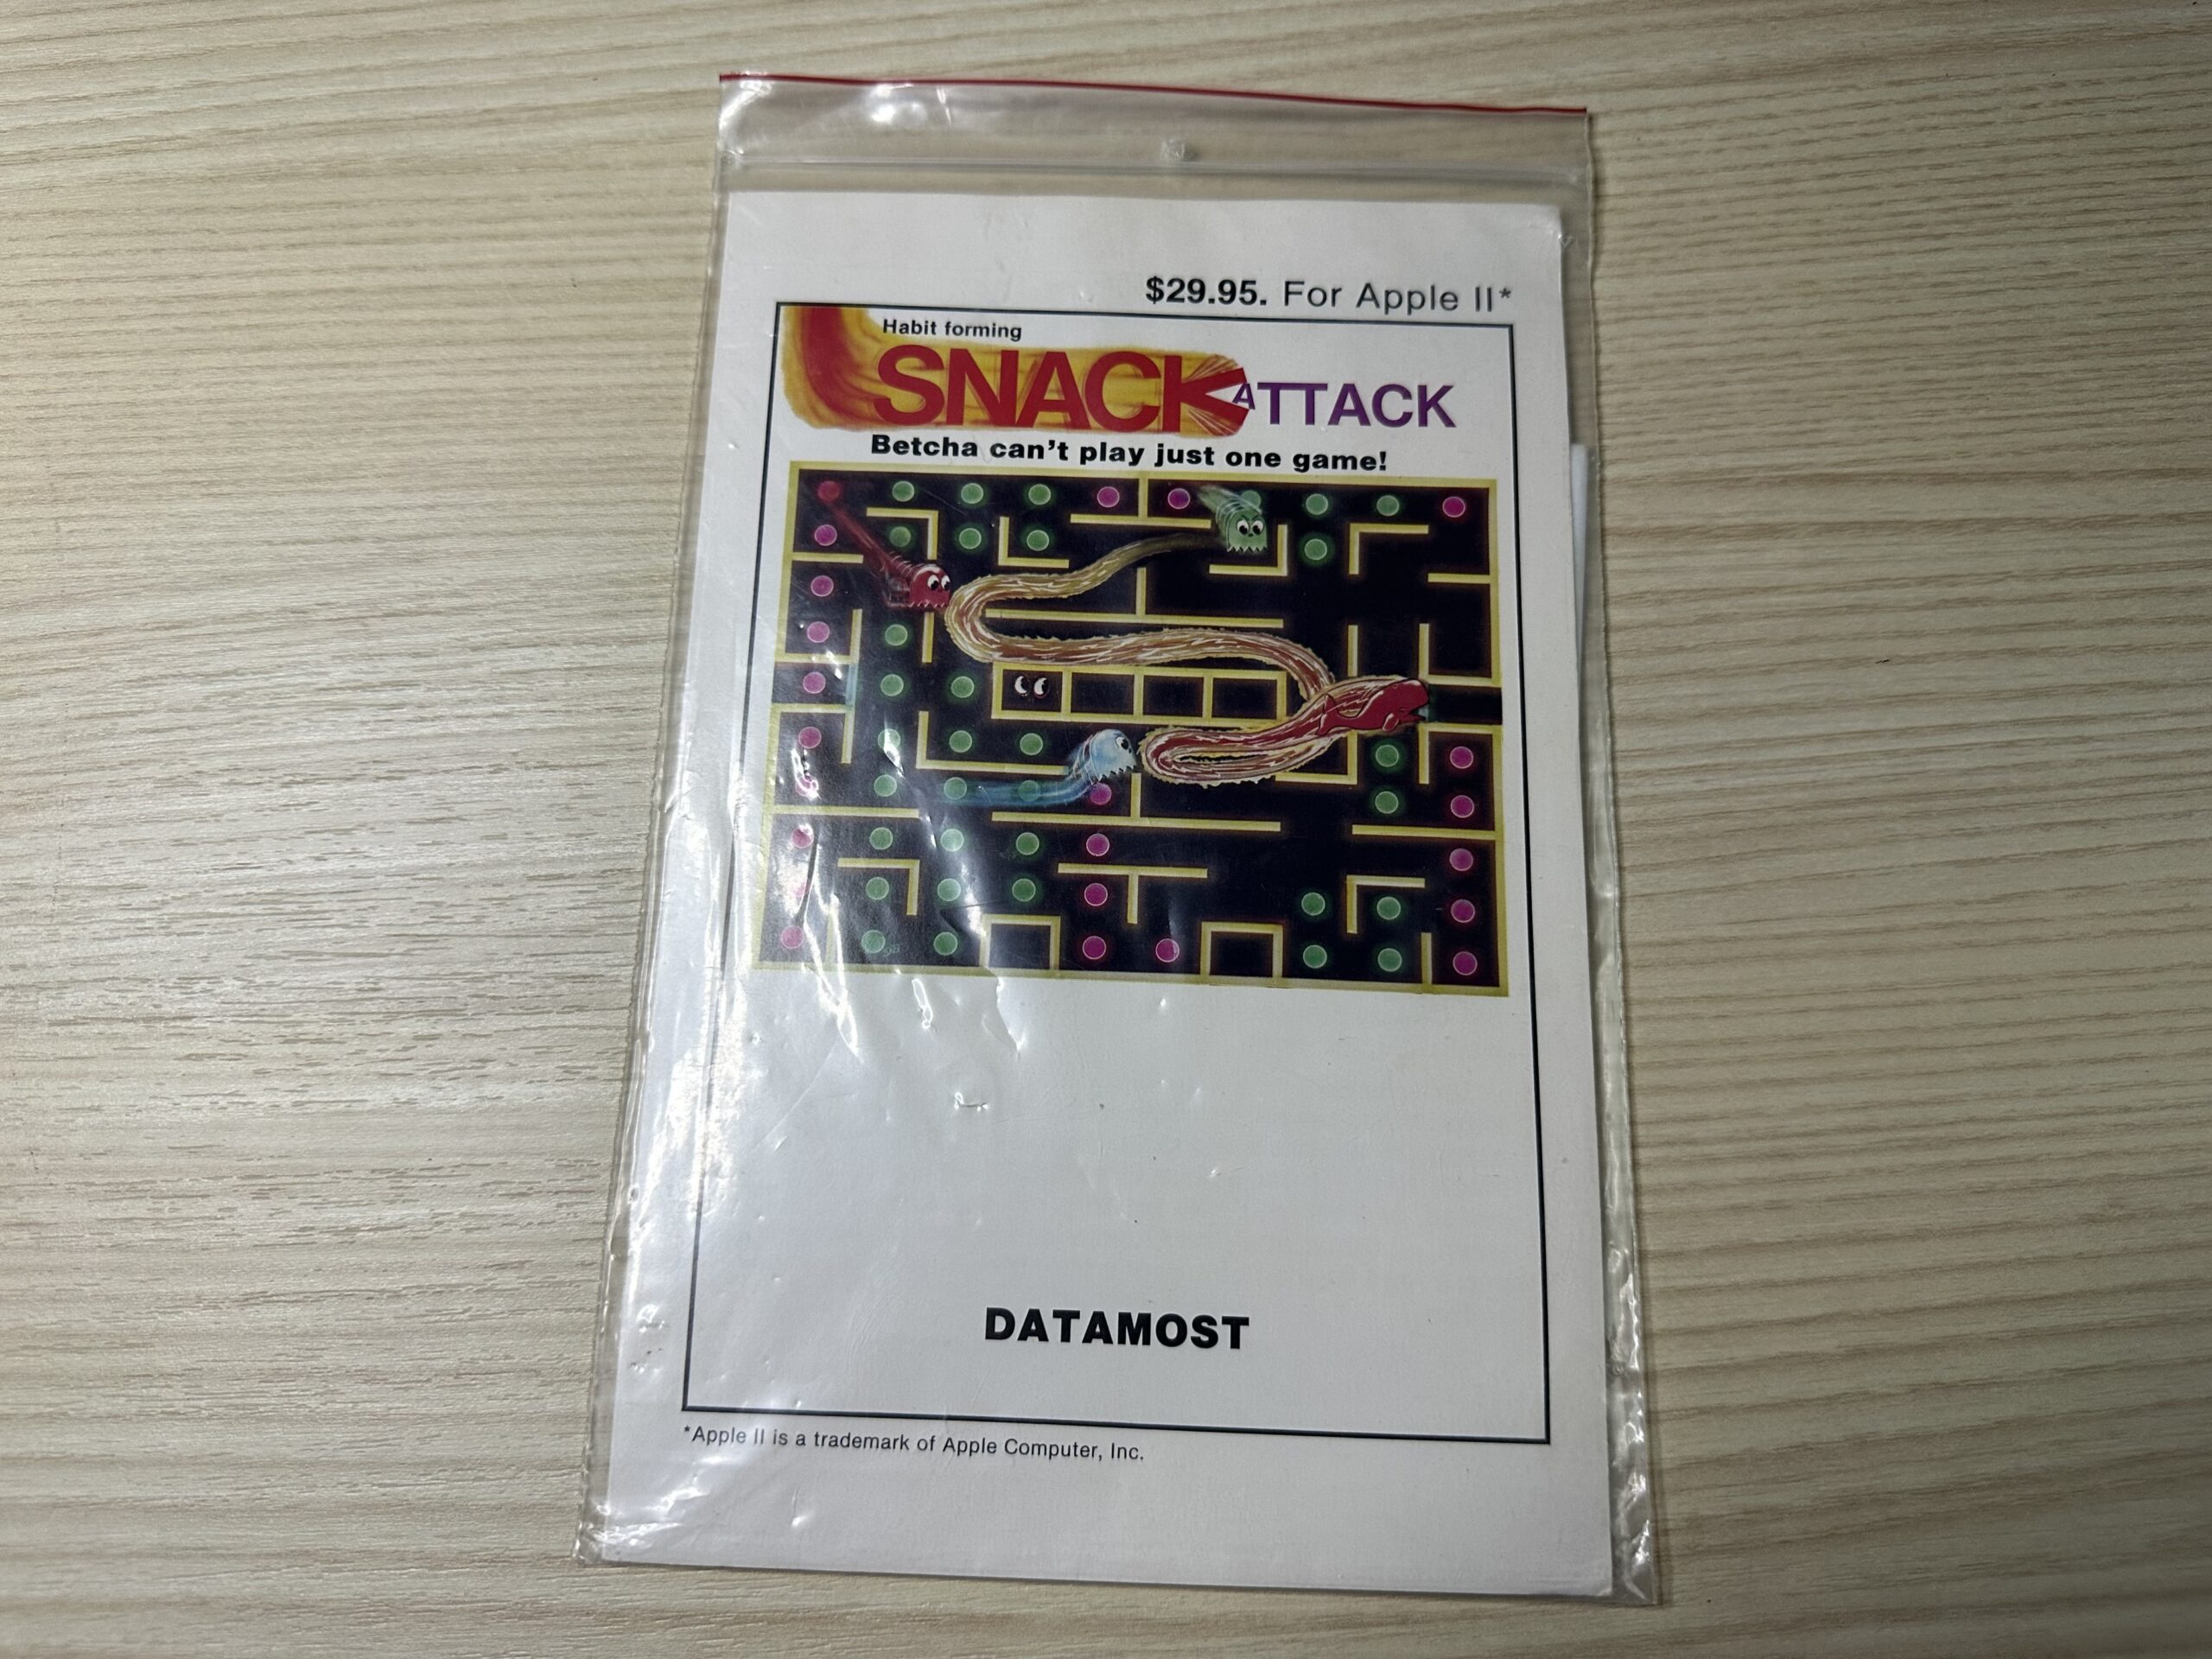 $29.95. For Apple II*
Habit forming
SNACK ATTACK
Betcha can't play just one game!
DATAMOST
*Apple II is a trademark of Apple Computer, Inc.